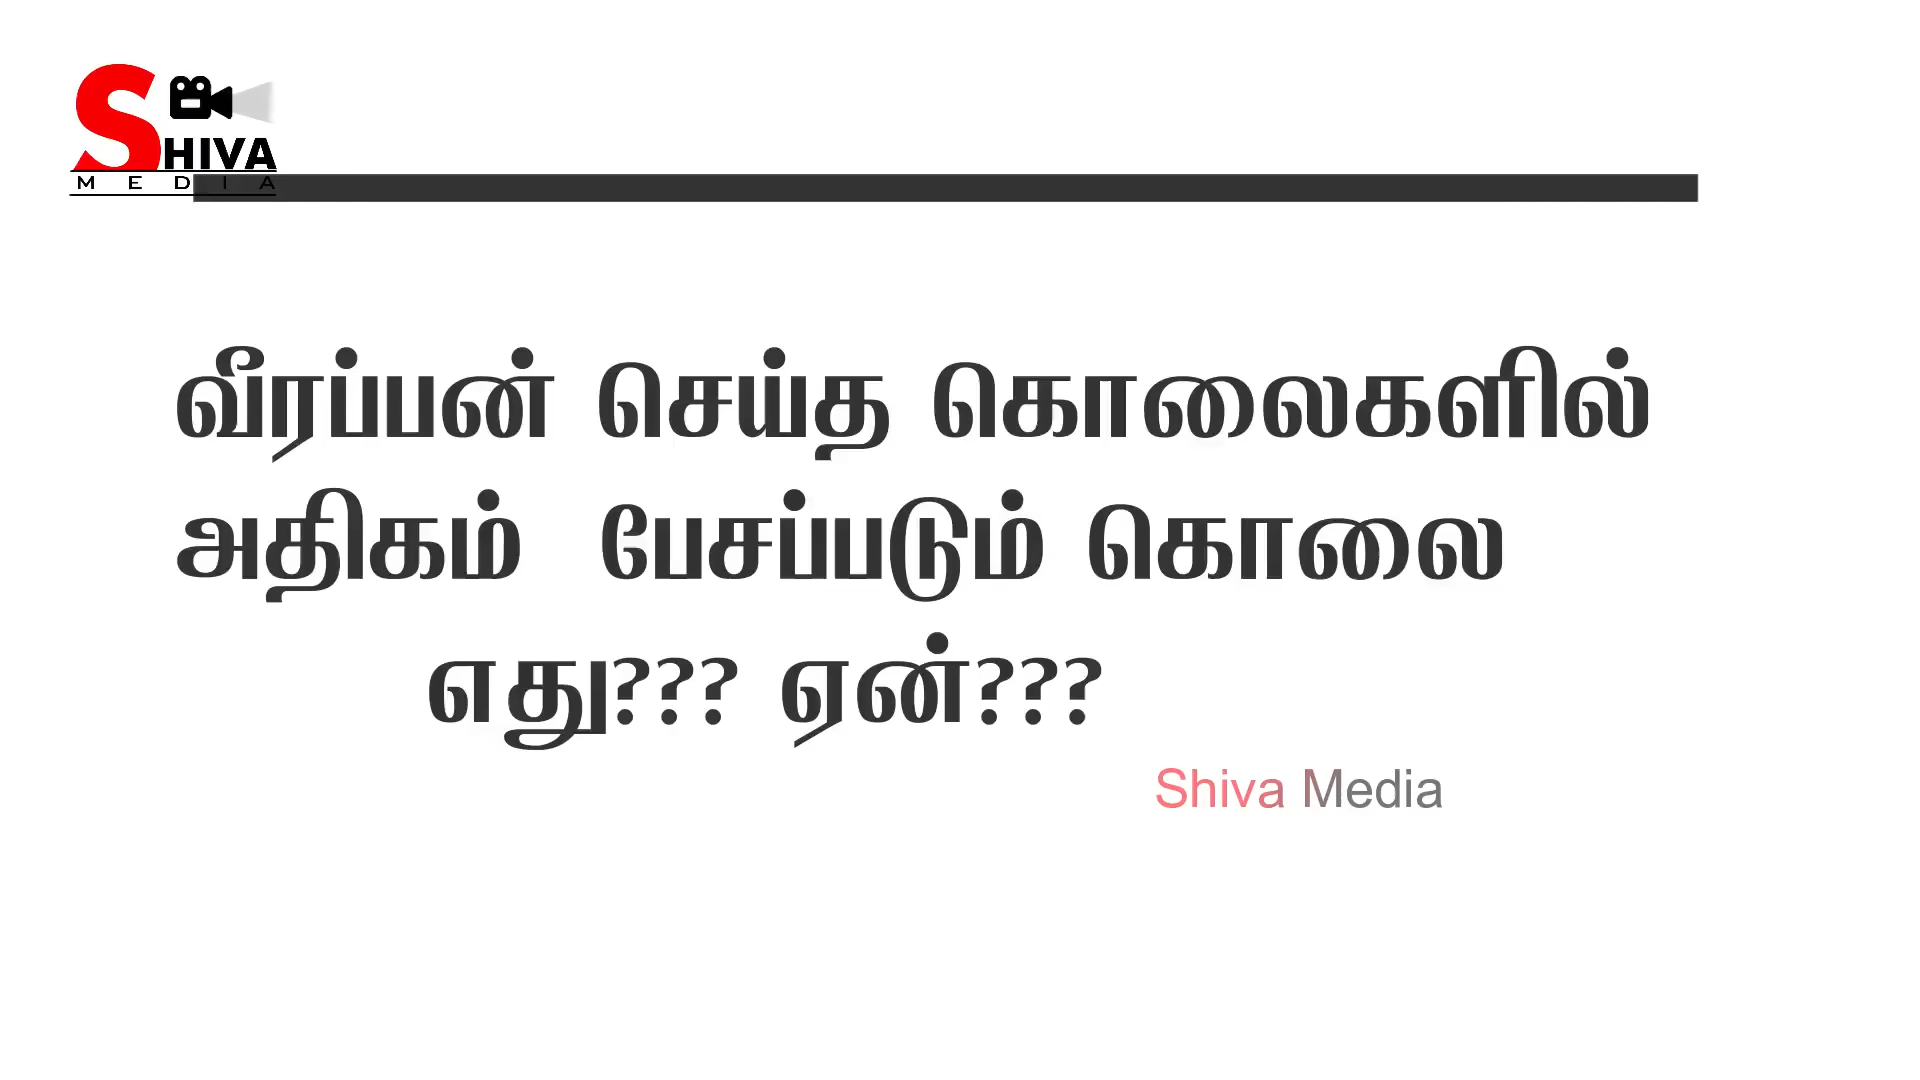 SHIVA
MEDIA
வீரப்பன் செய்த கொலைகளில்
அதிகம் பேசப்படும் கொலை
எது??? ஏன்???
Shiva Media